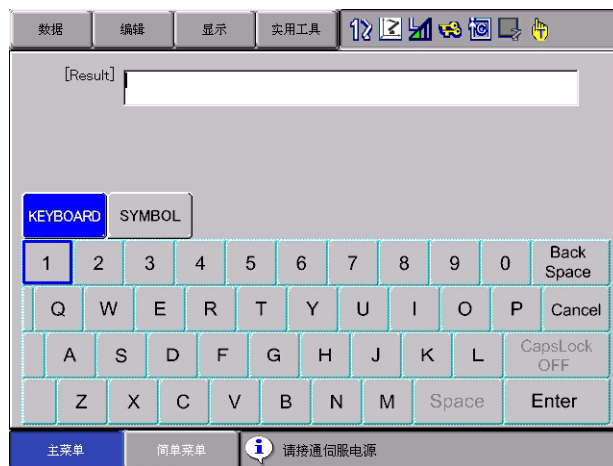 数据 编辑 显示 实用工具
[Result]
KEYBOARD SYMBOL
1 2 3 4 5 6 7 8 9 0 Back Space
Q W E R T Y U I O P Cancel
A S D F G H J K L CapsLock OFF
Z X C V B N M Space Enter
主菜单 简单菜单 请接通伺服电源